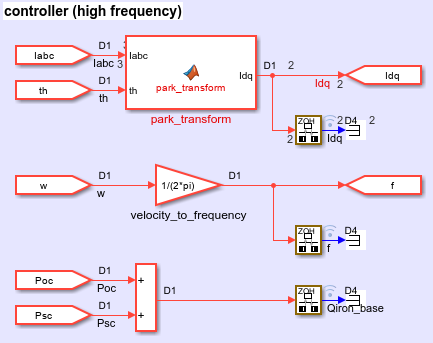 controller (high frequency)
Iabc
D1
Iabc 3
Iabc
park_transform
Idq
D1
2
Idq
2
Idq
th
D1
th
th
park_transform
ZOH
2
2
D4
2
Idq
w
D1
w
1/(2*pi)
D1
f
velocity_to_frequency
ZOH
D4
f
Poc
D1
Poc
+
D1
ZOH
D4
Qiron_base
Psc
D1
Psc
+